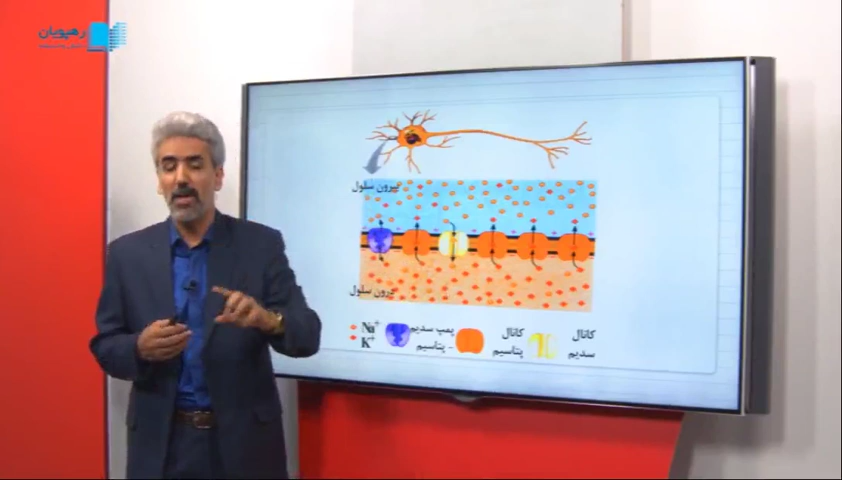 رهپویان
بیرون سلول
درون سلول
Na+
K+
پمپ سدیم
- پتاسیم
کانال
پتاسیم
کانال
سدیم